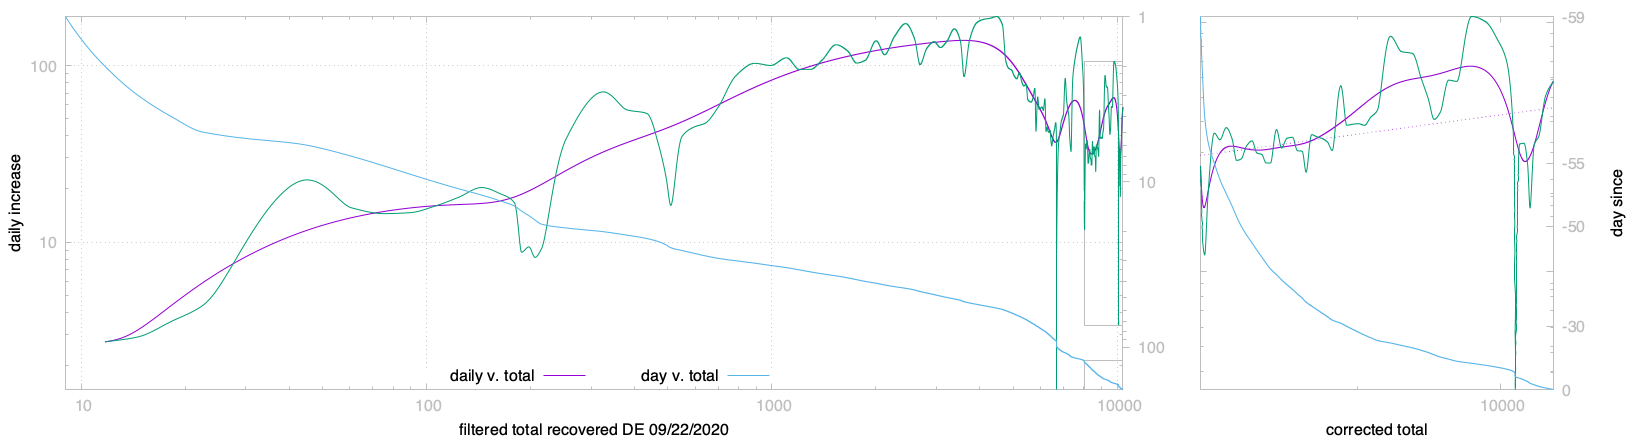 100
10
daily increase
daily v. total
day v. total
10
100
1000
10000
1
10
100
filtered total recovered DE 09/22/2020
-59
-55
-50
-30
0
day since
10000
corrected total